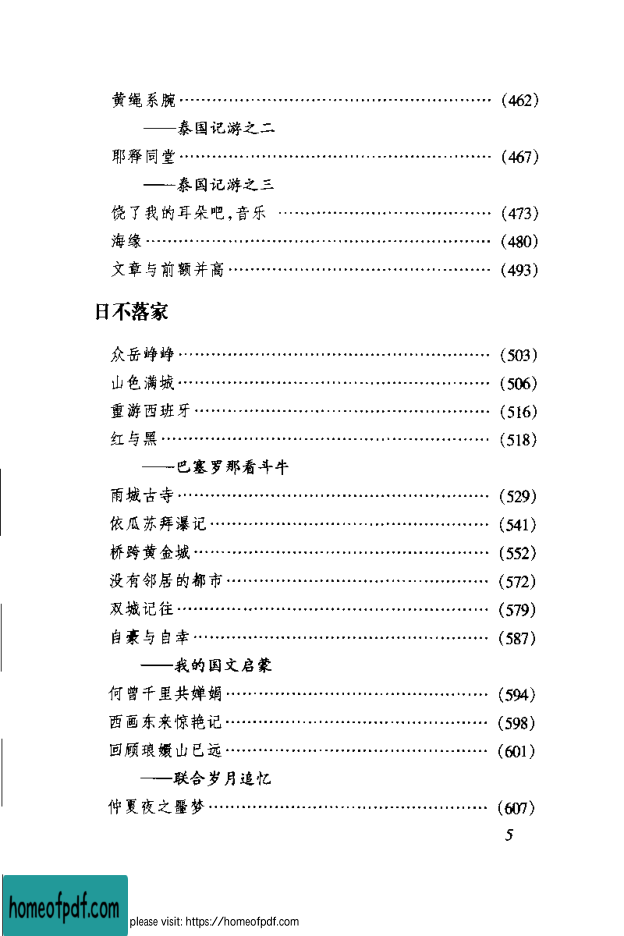 黄绳系腕………………………………………………(462)
——泰国记游之二
耶释同堂………………………………………………(467)
——泰国记游之三
饶了我的耳朵吧,音乐 ………………………………(473)
海缘……………………………………………………(480)
文章与前额并高………………………………………(493)
日不落家
众岳峥峥………………………………………………(503)
山色满城………………………………………………(506)
重游西班牙……………………………………………(516)
红与黑…………………………………………………(518)
——巴塞罗那看斗牛
雨城古寺………………………………………………(529)
依瓜苏拜瀑记…………………………………………(541)
桥跨黄金城……………………………………………(552)
没有邻居的都市………………………………………(572)
双城记往………………………………………………(579)
自豪与自幸……………………………………………(587)
——我的国文启蒙
何曾千里共婵娟………………………………………(594)
西画东来惊艳记………………………………………(598)
回顾琅嬛山已远………………………………………(601)
——联合岁月追忆
仲夏夜之噩梦…………………………………………(607)
5
homeofpdf.com
please visit: https://homeofpdf.com